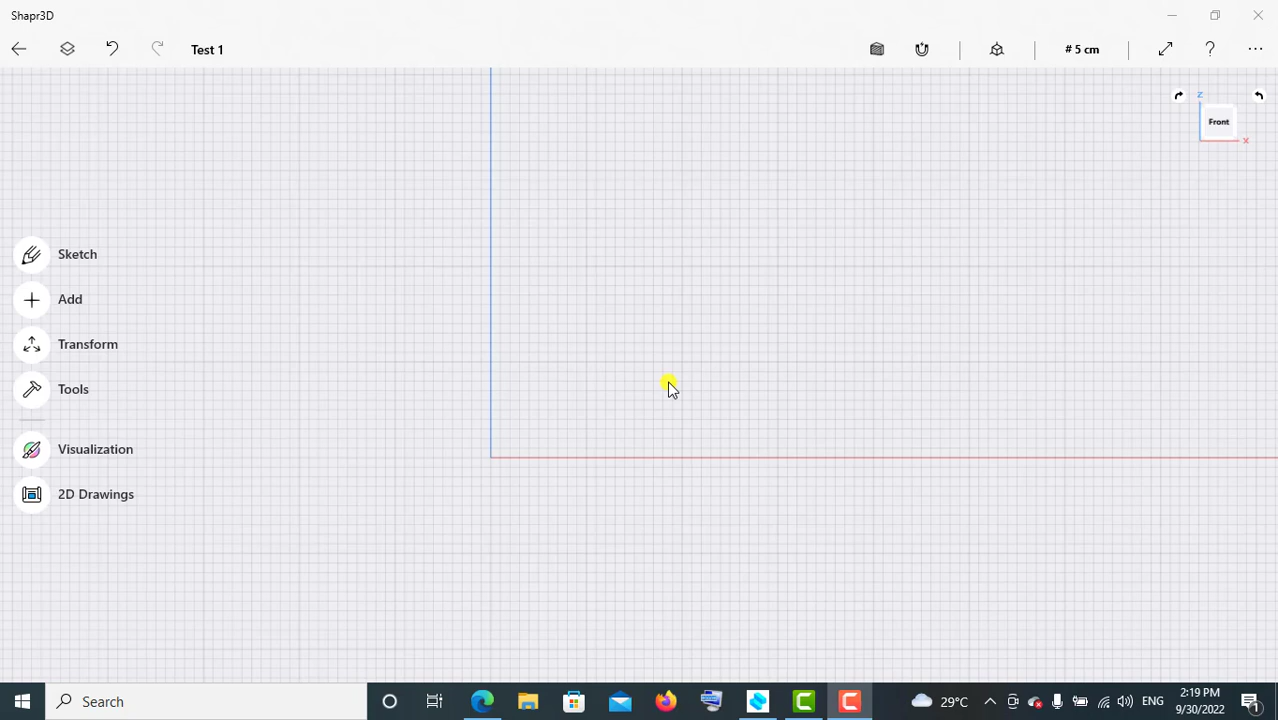 Shapr3D
Test 1
# 5 cm
Z
Front
X
Sketch
Add
Transform
Tools
Visualization
2D Drawings
Search
29°C
ENG
2:19 PM
9/30/2022
1